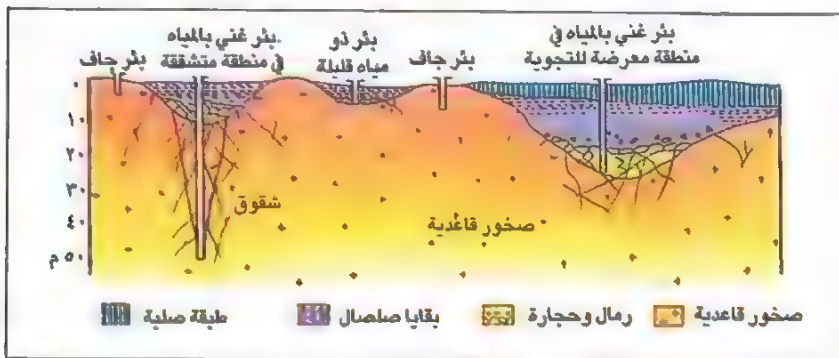 بئر غني بالمياه في
منطقة معرضة للتجوية
بئر جاف
بئر ذو
مياه قليلة
بئر غني بالمياه
في منطقة متشققة
بئر جاف
٠
١٠
٢٠
٣٠
٤٠
٥٠ م
شقوق
صخور قاعدية
صخور قاعدية
رمال وحجارة
بقايا صلصال
طبقة صلبة